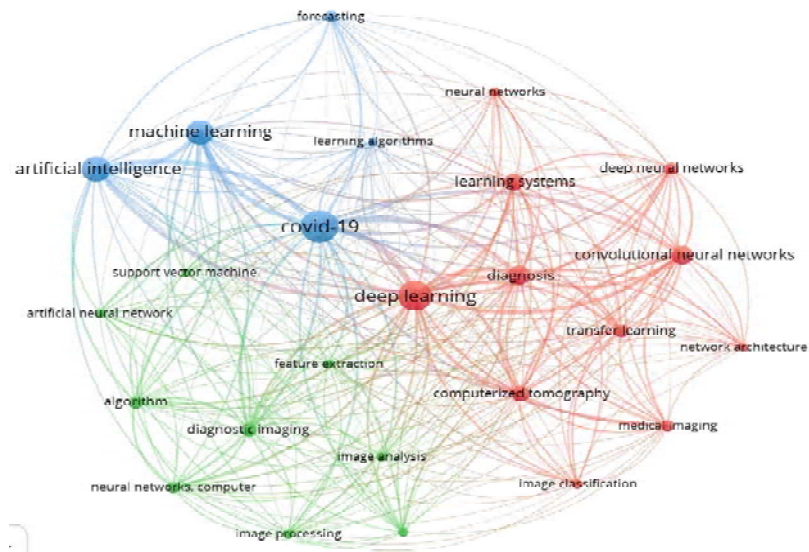 forecasting
neural networks
machine learning
learning algorithms
artificial intelligence
learning systems
deep neural networks
covid-19
convolutional neural networks
support vector machine
diagnosis
deep learning
artificial neural network
transfer learning
network architecture
feature extraction
computerized tomography
algorithm
diagnostic imaging
medical imaging
image analysis
neural networks, computer
image classification
image processing